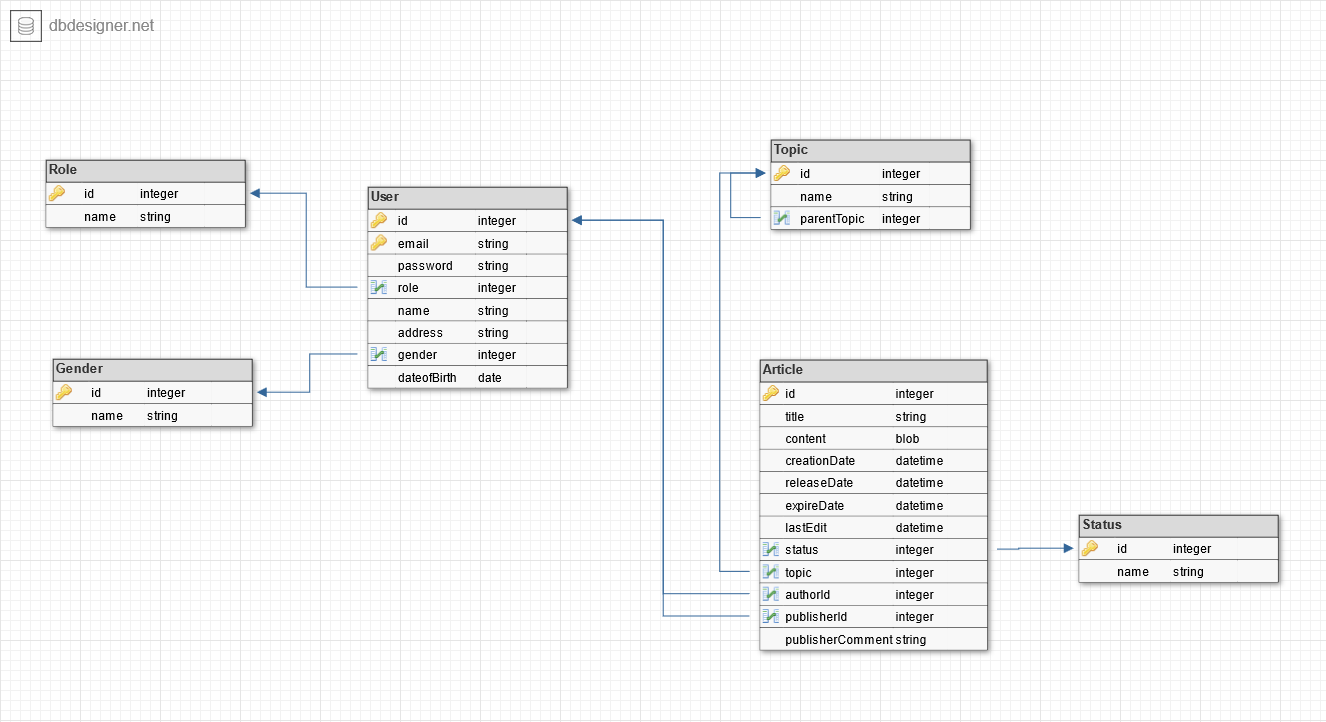 dbdesigner.net
Role
id integer
name string
User
id integer
email string
password string
role integer
name string
address string
gender integer
dateofBirth date
Gender
id integer
name string
Topic
id integer
name string
parentTopic integer
Article
id integer
title string
content blob
creationDate datetime
releaseDate datetime
expireDate datetime
lastEdit datetime
status integer
topic integer
authorId integer
publisherId integer
publisherComment string
Status
id integer
name string